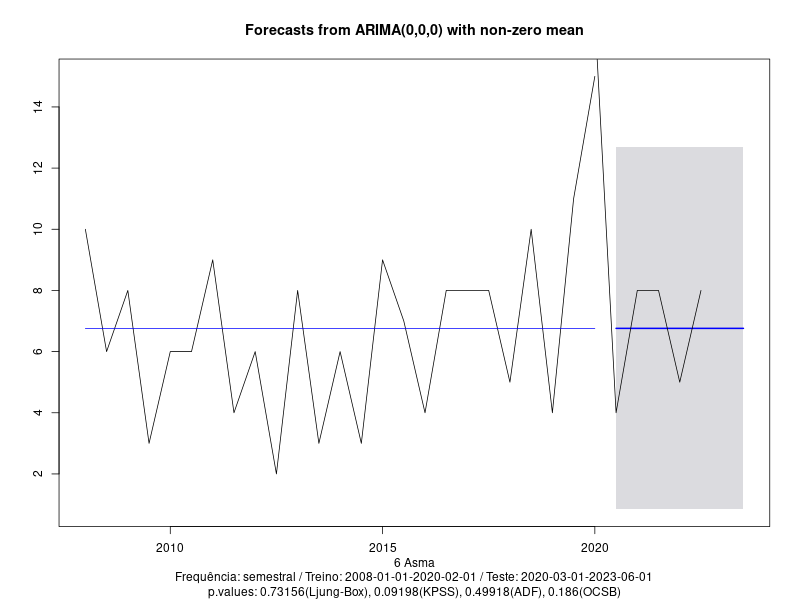 Forecasts from ARIMA(0,0,0) with non-zero mean
14
12
10
8
6
4
2
2010 2015 2020
6 Asma
Frequência: semestral / Treino: 2008-01-01-2020-02-01 / Teste: 2020-03-01-2023-06-01
p.values: 0.73156(Ljung-Box), 0.09198(KPSS), 0.49918(ADF), 0.186(OCSB)